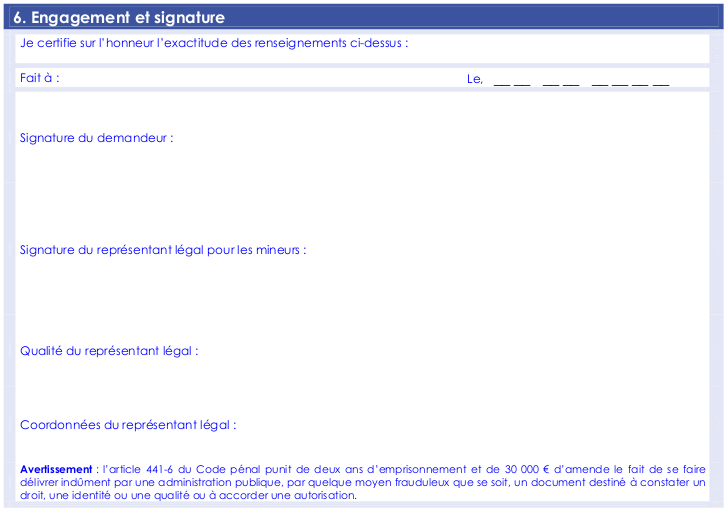 6. Engagement et signature
Je certifie sur l'honneur l'exactitude des renseignements ci-dessus :
Fait à : Le, __ __ __ __ __ __ __ __
Signature du demandeur :
Signature du représentant légal pour les mineurs :
Qualité du représentant légal :
Coordonnées du représentant légal :
Avertissement : l'article 441-6 du Code pénal punit de deux ans d'emprisonnement et de 30 000 € d'amende le fait de se faire
délivrer indûment par une administration publique, par quelque moyen frauduleux que se soit, un document destiné à constater un
droit, une identité ou une qualité ou à accorder une autorisation.